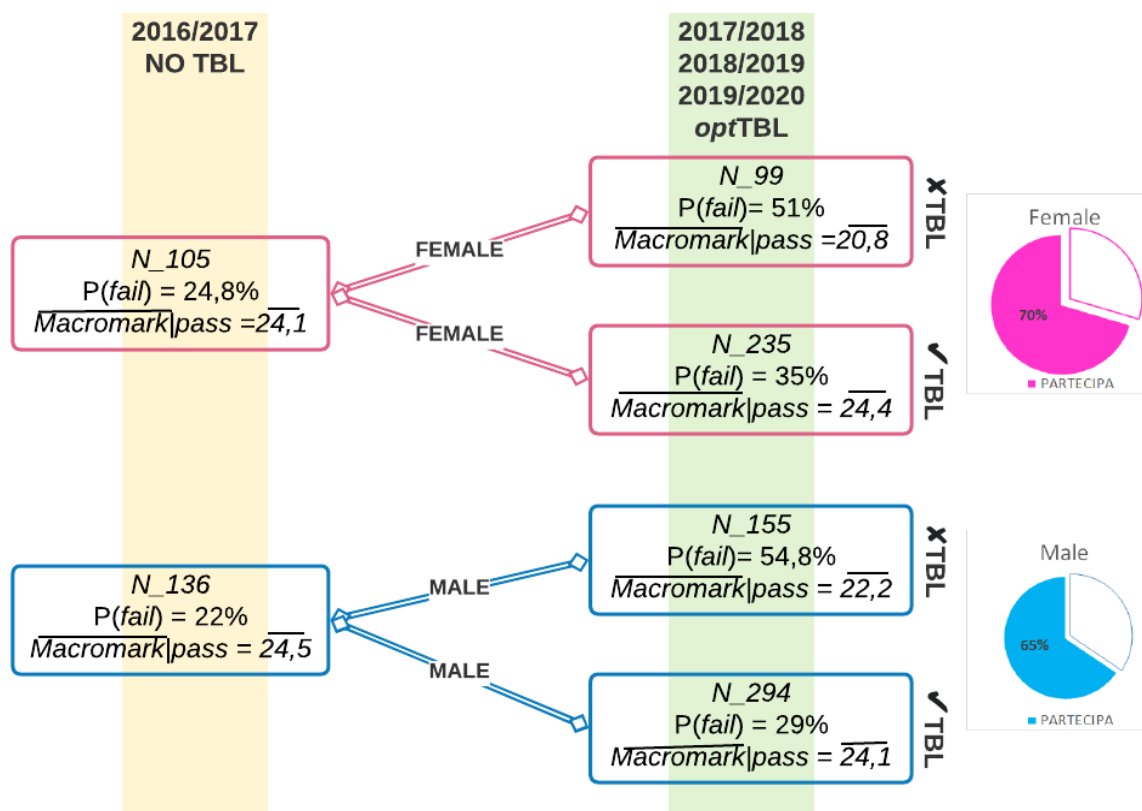 2016/2017
NO TBL
2017/2018
2018/2019
2019/2020
optTBL
N_105
P(fail) = 24,8%
Macromark|pass =24,1
FEMALE
FEMALE
N_99
P(fail)= 51%
Macromark|pass =20,8
✘TBL
N_235
P(fail) = 35%
Macromark|pass = 24,4
✔TBL
Female
70%
PARTECIPA
N_136
P(fail) = 22%
Macromark|pass = 24,5
MALE
MALE
N_155
P(fail)= 54,8%
Macromark|pass = 22,2
✘TBL
N_294
P(fail) = 29%
Macromark|pass = 24,1
✔TBL
Male
65%
PARTECIPA